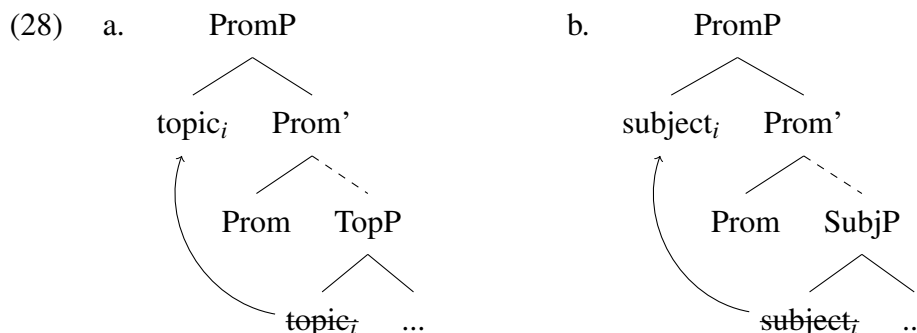 (28) a. PromP b. PromP
topic_i Prom’ subject_i Prom’
Prom TopP Prom SubjP
topic_i ... subject_i ..